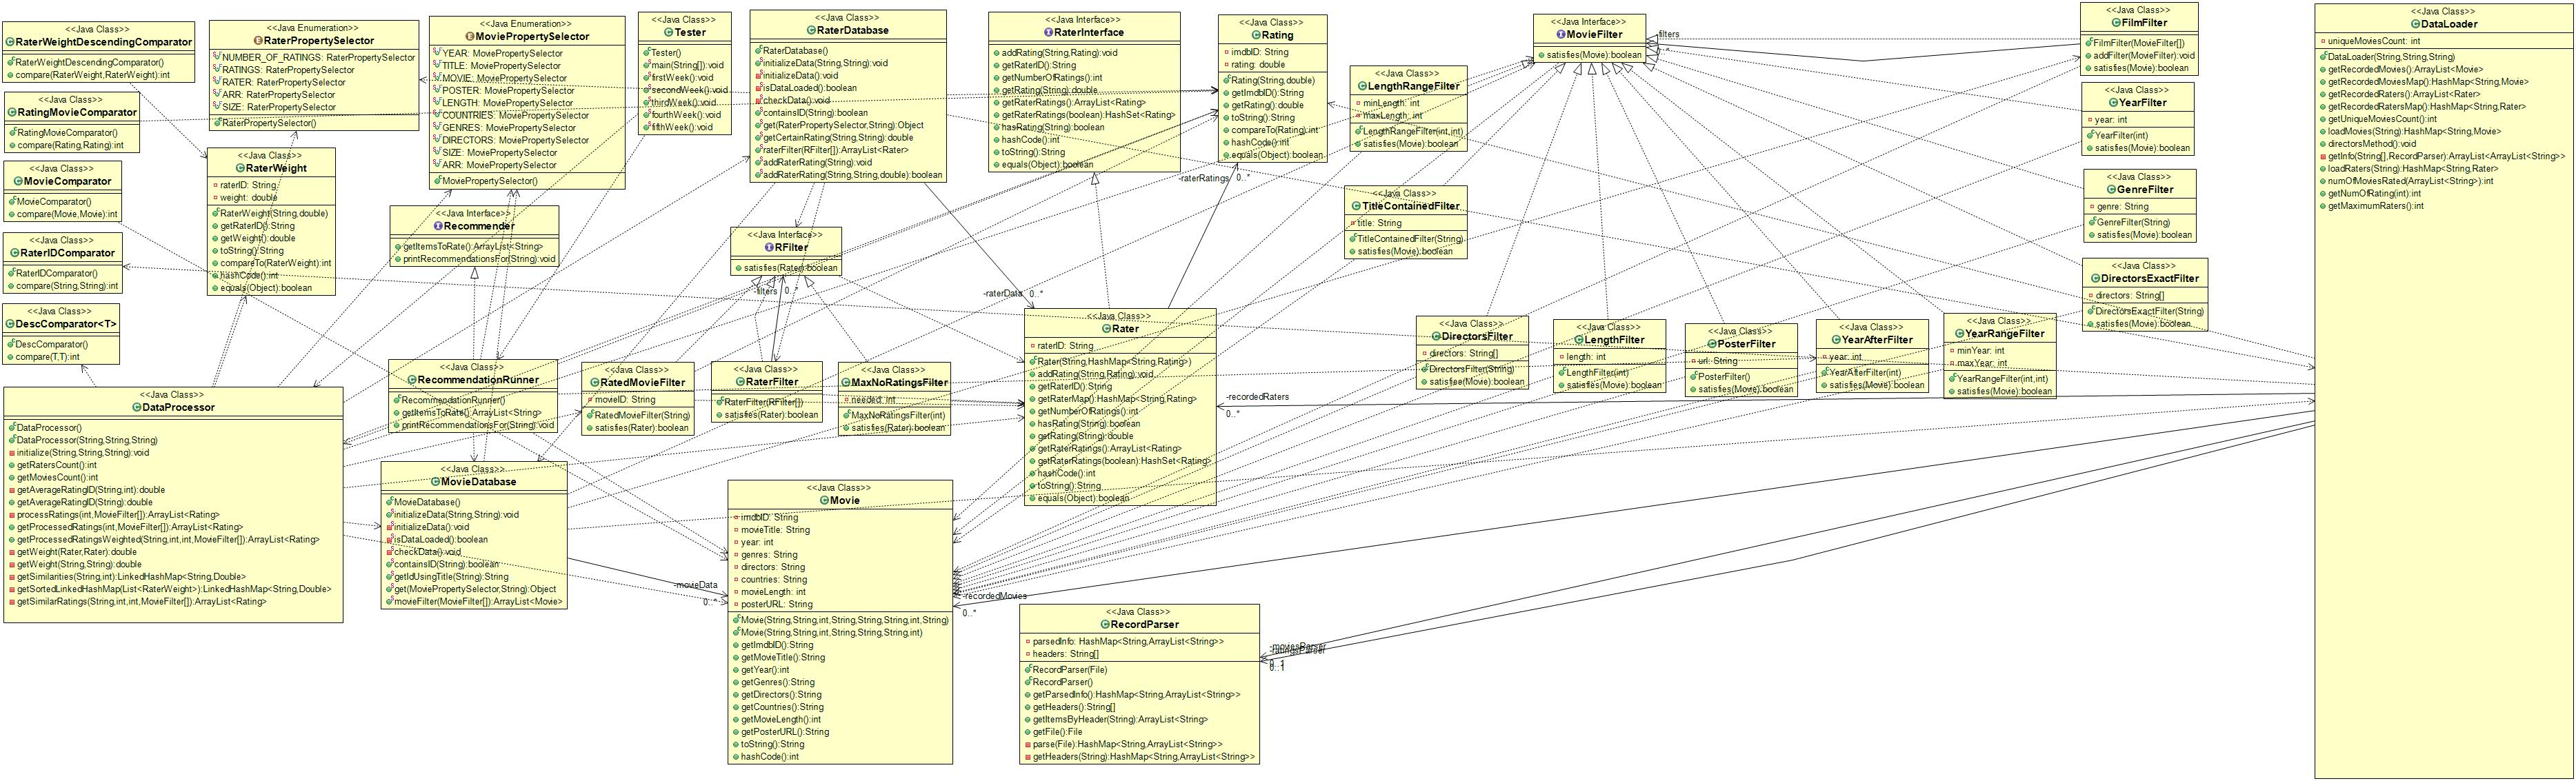 <<Java Class>>
RaterWeightDescendingComparator
RaterWeightDescendingComparator()
compare(RaterWeight,RaterWeight):int
<<Java Class>>
RatingMovieComparator
RatingMovieComparator()
compare(Rating,Rating):int
<<Java Class>>
MovieComparator
MovieComparator()
compare(Movie,Movie):int
<<Java Class>>
RaterIDComparator
RaterIDComparator()
compare(String,String):int
<<Java Class>>
DescComparator<T>
DescComparator()
compare(T,T):int
<<Java Class>>
DataProcessor
DataProcessor()
DataProcessor(String,String,String)
initialize(String,String,String):void
getRatersCount():int
getMoviesCount():int
getAverageRatingID(String,int):double
getAverageRatingID(String):double
processRatings(int,MovieFilter[]):ArrayList<Rating>
getProcessedRatings(int,MovieFilter[]):ArrayList<Rating>
getProcessedRatingsWeighted(String,int,int,MovieFilter[]):ArrayList<Rating>
getWeight(Rater,Rater):double
getWeight(String,String):double
getSimilarities(String,int):LinkedHashMap<String,Double>
getSortedLinkedHashMap(List<RaterWeight>):LinkedHashMap<String,Double>
getSimilarRatings(String,int,int,MovieFilter[]):ArrayList<Rating>
<<Java Enumeration>>
RaterPropertySelector
NUMBER_OF_RATINGS: RaterPropertySelector
RATINGS: RaterPropertySelector
RATER: RaterPropertySelector
ARR: RaterPropertySelector
SIZE: RaterPropertySelector
RaterPropertySelector()
<<Java Class>>
RaterWeight
raterID: String
weight: double
RaterWeight(String,double)
getRaterID():String
getWeight():double
toString():String
compareTo(RaterWeight):int
hashCode():int
equals(Object):boolean
<<Java Enumeration>>
MoviePropertySelector
YEAR: MoviePropertySelector
TITLE: MoviePropertySelector
MOVIE: MoviePropertySelector
POSTER: MoviePropertySelector
LENGTH: MoviePropertySelector
COUNTRIES: MoviePropertySelector
GENRES: MoviePropertySelector
DIRECTORS: MoviePropertySelector
SIZE: MoviePropertySelector
ARR: MoviePropertySelector
MoviePropertySelector()
<<Java Interface>>
Recommender
getItemsToRate():ArrayList<String>
printRecommendationsFor(String):void
<<Java Class>>
RecommendationRunner
RecommendationRunner()
getItemsToRate():ArrayList<String>
printRecommendationsFor(String):void
<<Java Class>>
MovieDatabase
MovieDatabase()
initializeData(String,String):void
initializeData():void
isDataLoaded():boolean
checkData():void
containsID(String):boolean
getIdUsingTitle(String):String
get(MoviePropertySelector,String):Object
movieFilter(MovieFilter[]):ArrayList<Movie>
<<Java Class>>
Tester
Tester()
main(String[]):void
firstWeek():void
secondWeek():void
thirdWeek():void
fourthWeek():void
fifthWeek():void
<<Java Class>>
RaterDatabase
RaterDatabase()
initializeData(String,String):void
initializeData():void
isDataLoaded():boolean
checkData():void
containsID(String):boolean
get(RaterPropertySelector,String):Object
getCertainRating(String,String):double
raterFilter(RFilter[]):ArrayList<Rater>
addRaterRating(String):void
addRaterRating(String,String,double):boolean
<<Java Interface>>
RFilter
satisfies(Rater):boolean
-filters
0..*
<<Java Class>>
RatedMovieFilter
movieID: String
RatedMovieFilter(String)
satisfies(Rater):boolean
<<Java Class>>
RaterFilter
RaterFilter(RFilter[])
satisfies(Rater):boolean
<<Java Class>>
MaxNoRatingsFilter
needed: int
MaxNoRatingsFilter(int)
satisfies(Rater):boolean
-movieData
0..*
<<Java Class>>
Movie
imdbID: String
movieTitle: String
year: int
genres: String
directors: String
countries: String
movieLength: int
posterURL: String
Movie(String,String,int,String,String,String,int,String)
Movie(String,String,int,String,String,String,int)
getImdbID():String
getMovieTitle():String
getYear():int
getGenres():String
getDirectors():String
getCountries():String
getMovieLength():int
getPosterURL():String
toString():String
hashCode():int
-recordedMovies
0..*
<<Java Interface>>
RaterInterface
addRating(String,Rating):void
getRaterID():String
getNumberOfRatings():int
getRating(String):double
getRaterRatings():ArrayList<Rating>
getRaterRatings(boolean):HashSet<Rating>
hasRating(String):boolean
hashCode():int
toString():String
equals(Object):boolean
-raterRatings
0..*
-raterData
0..*
<<Java Class>>
Rater
raterID: String
Rater(String,HashMap<String,Rating>)
addRating(String,Rating):void
getRaterID():String
getRaterMap():HashMap<String,Rating>
getNumberOfRatings():int
hasRating(String):boolean
getRating(String):double
getRaterRatings():ArrayList<Rating>
getRaterRatings(boolean):HashSet<Rating>
hashCode():int
toString():String
equals(Object):boolean
-recordedRaters
0..*
<<Java Class>>
RecordParser
parsedInfo: HashMap<String,ArrayList<String>>
headers: String[]
RecordParser(File)
RecordParser()
getParsedInfo():HashMap<String,ArrayList<String>>
getHeaders():String[]
getItemsByHeader(String):ArrayList<String>
getFile():File
parse(File):HashMap<String,ArrayList<String>>
getHeaders(String):HashMap<String,ArrayList<String>>
0..1
<<Java Class>>
Rating
imdbID: String
rating: double
Rating(String,double)
getImdbID():String
getRating():double
toString():String
compareTo(Rating):int
hashCode():int
equals(Object):boolean
<<Java Class>>
LengthRangeFilter
minLength: int
maxLength: int
LengthRangeFilter(int,int)
satisfies(Movie):boolean
<<Java Class>>
TitleContainedFilter
title: String
TitleContainedFilter(String)
satisfies(Movie):boolean
<<Java Interface>>
MovieFilter
satisfies(Movie):boolean
-filters
<<Java Class>>
DirectorsFilter
directors: String[]
DirectorsFilter(String)
satisfies(Movie):boolean
<<Java Class>>
LengthFilter
length: int
LengthFilter(int)
satisfies(Movie):boolean
<<Java Class>>
PosterFilter
url: String
PosterFilter()
satisfies(Movie):boolean
<<Java Class>>
YearAfterFilter
year: int
YearAfterFilter(int)
satisfies(Movie):boolean
<<Java Class>>
YearRangeFilter
minYear: int
maxYear: int
YearRangeFilter(int,int)
satisfies(Movie):boolean
<<Java Class>>
FilmFilter
FilmFilter(MovieFilter[])
addFilter(MovieFilter):void
satisfies(Movie):boolean
<<Java Class>>
YearFilter
year: int
YearFilter(int)
satisfies(Movie):boolean
<<Java Class>>
GenreFilter
genre: String
GenreFilter(String)
satisfies(Movie):boolean
<<Java Class>>
DirectorsExactFilter
directors: String[]
DirectorsExactFilter(String)
satisfies(Movie):boolean
<<Java Class>>
DataLoader
uniqueMoviesCount: int
DataLoader(String,String,String)
getRecordedMovies():ArrayList<Movie>
getRecordedMoviesMap():HashMap<String,Movie>
getRecordedRaters():ArrayList<Rater>
getRecordedRatersMap():HashMap<String,Rater>
getUniqueMoviesCount():int
loadMovies(String):HashMap<String,Movie>
directorsMethod():void
getInfo(String[],RecordParser):ArrayList<ArrayList<String>>
loadRaters(String):HashMap<String,Rater>
numOfMoviesRated(ArrayList<String>):int
getNumOfRating(int):int
getMaximumRaters():int